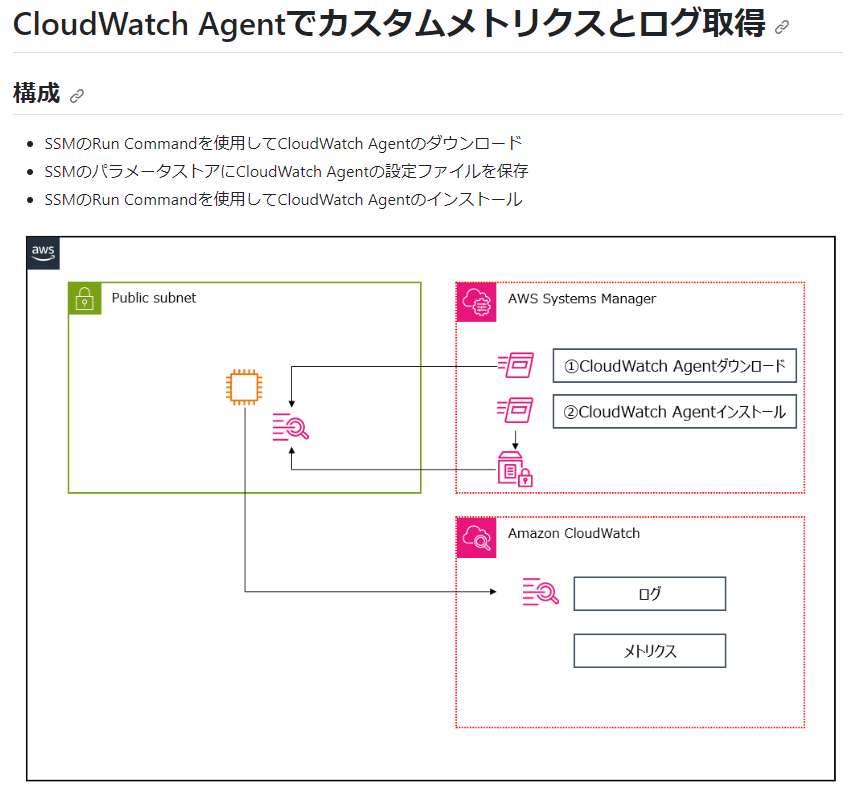 CloudWatch Agentでカスタムメトリクスとログ取得
構成
SSMのRun Commandを使用してCloudWatch Agentのダウンロード
SSMのパラメータストアにCloudWatch Agentの設定ファイルを保存
SSMのRun Commandを使用してCloudWatch Agentのインストール
aws
Public subnet
AWS Systems Manager
①CloudWatch Agentダウンロード
②CloudWatch Agentインストール
Amazon CloudWatch
ログ
メトリクス